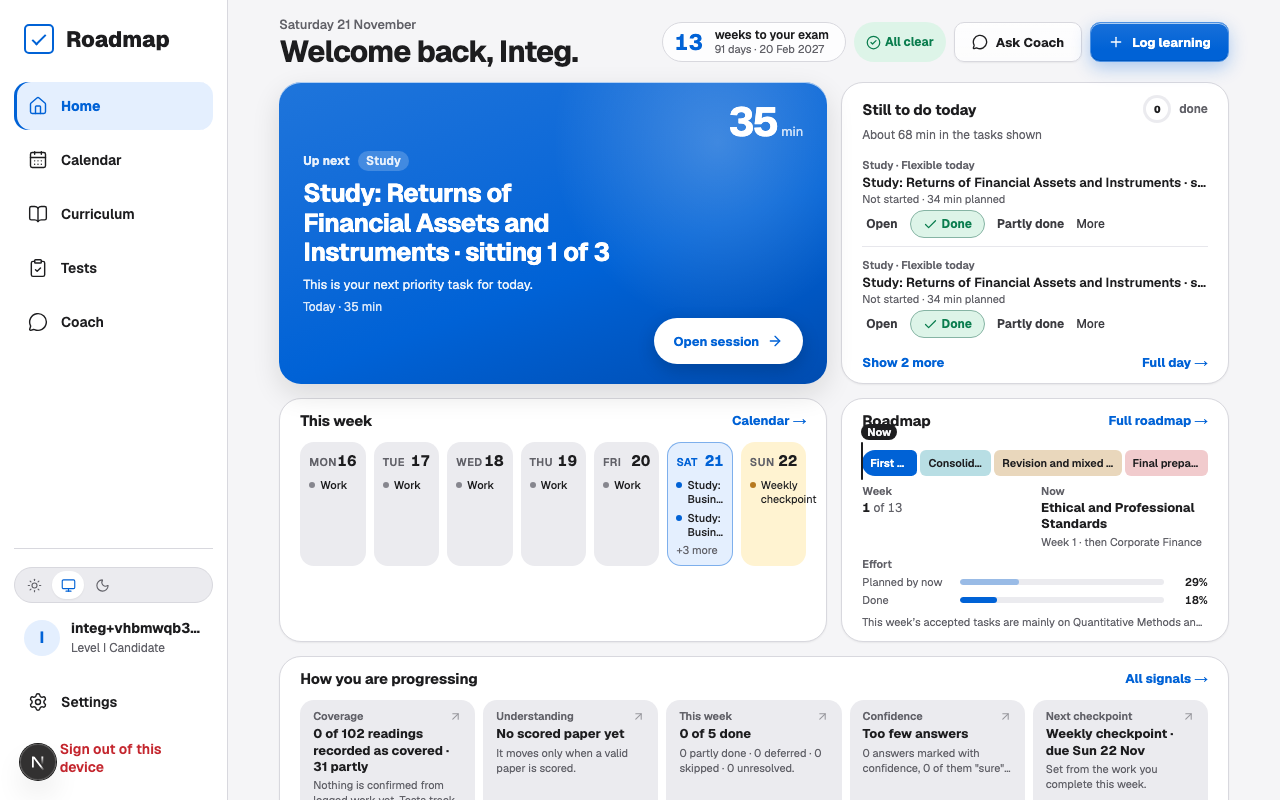 Roadmap
Home
Calendar
Curriculum
Tests
Coach
I
integ+vhbmwqb3...
Level I Candidate
Settings
N
Sign out of this
device
Saturday 21 November
Welcome back, Integ.
13
weeks to your exam
91 days · 20 Feb 2027
All clear
Ask Coach
Log learning
35 min
Up next
Study
Study: Returns of
Financial Assets and
Instruments · sitting 1 of 3
This is your next priority task for today.
Today · 35 min
Open session
Still to do today
0 done
About 68 min in the tasks shown
Study · Flexible today
Study: Returns of Financial Assets and Instruments · s...
Not started · 34 min planned
Open Done Partly done More
Study · Flexible today
Study: Returns of Financial Assets and Instruments · s...
Not started · 34 min planned
Open Done Partly done More
Show 2 more
Full day →
This week
Calendar →
MON 16
Work
TUE 17
Work
WED 18
Work
THU 19
Work
FRI 20
Work
SAT 21
Study:
Busin...
Study:
Busin...
+3 more
SUN 22
Weekly
checkpoint
Roadmap
Full roadmap →
Now
First ...
Consolid...
Revision and mixed ...
Final prepa...
Week
1 of 13
Now
Ethical and Professional
Standards
Week 1 · then Corporate Finance
Effort
Planned by now 29%
Done 18%
This week's accepted tasks are mainly on Quantitative Methods an...
How you are progressing
All signals →
Coverage
0 of 102 readings
recorded as covered ·
31 partly
Nothing is confirmed from
logged work yet. Tests track
Understanding
No scored paper yet
It moves only when a valid
paper is scored.
This week
0 of 5 done
0 partly done · 0 deferred · 0
skipped · 0 unresolved.
Confidence
Too few answers
0 answers marked with
confidence, 0 of them "sure"...
Next checkpoint
Weekly checkpoint ·
due Sun 22 Nov
Set from the work you
complete this week.